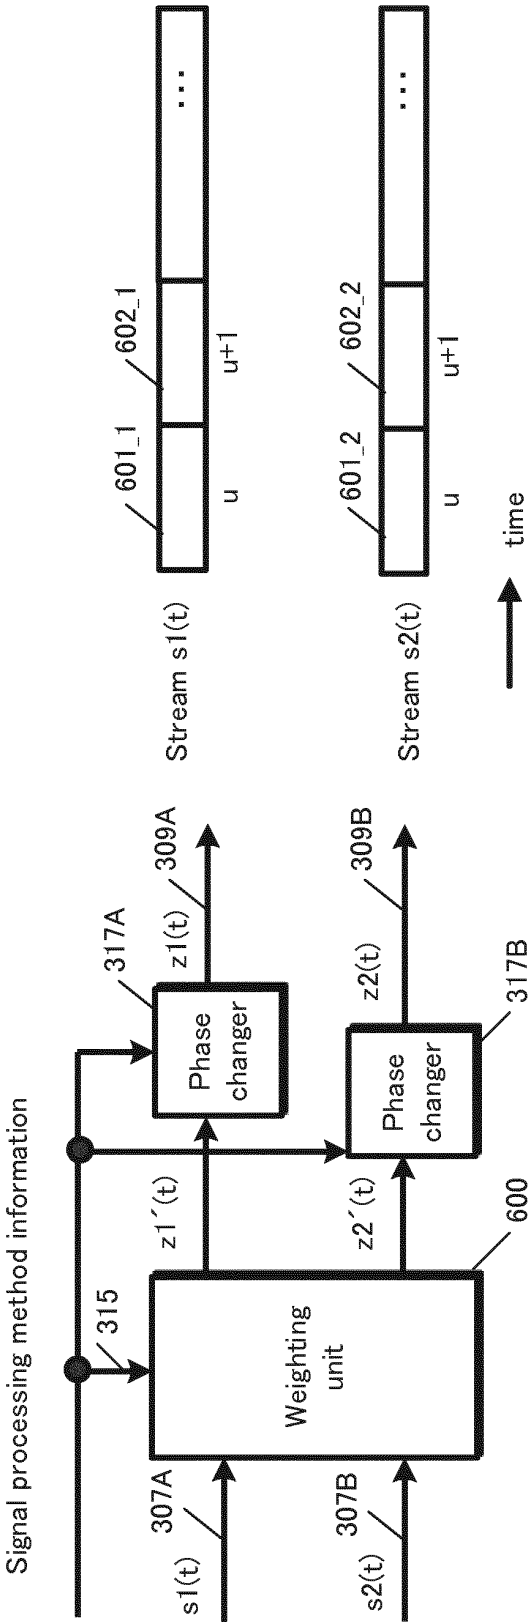 Signal processing method information
315
317A
s1(t)
307A
Weighting
unit
z1´(t)
Phase
changer
z1(t)
309A
s2(t)
307B
z2´(t)
Phase
changer
z2(t)
309B
317B
600
Stream s1(t)
601_1
602_1
...
u
u+1
Stream s2(t)
601_2
602_2
...
u
u+1
time